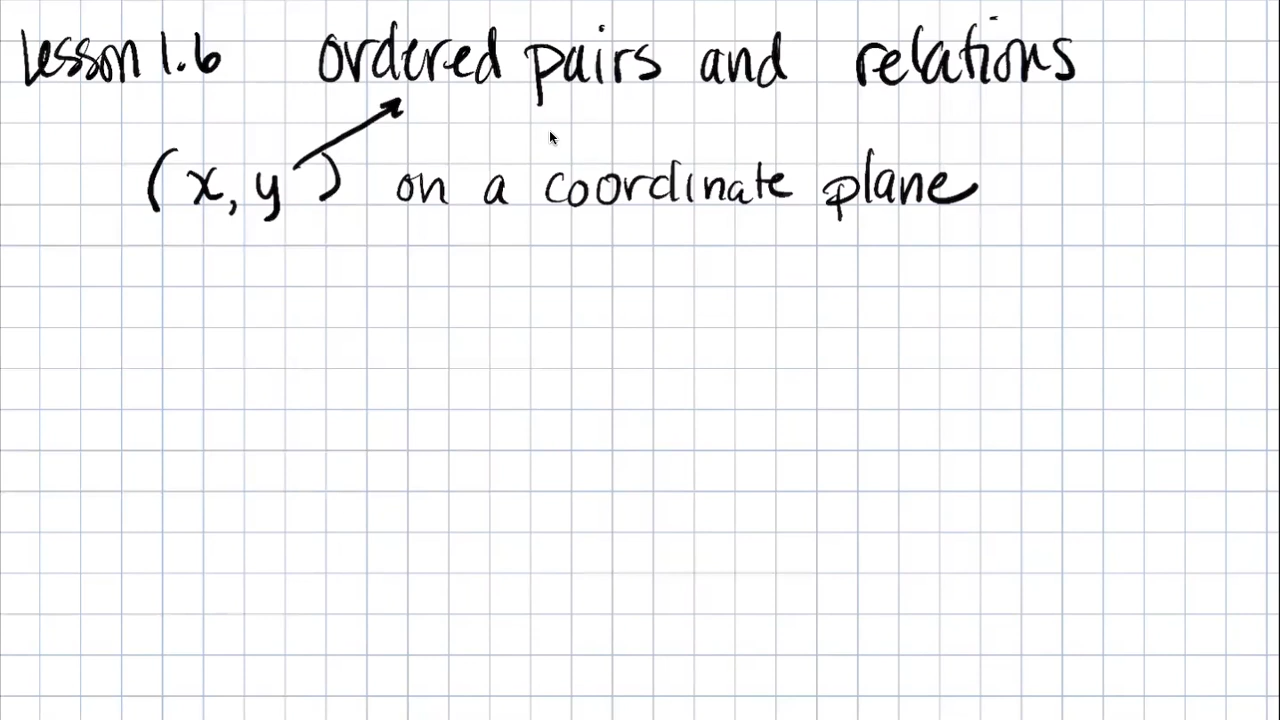 Lesson 1.6 ordered pairs and relations
(x, y) on a coordinate plane